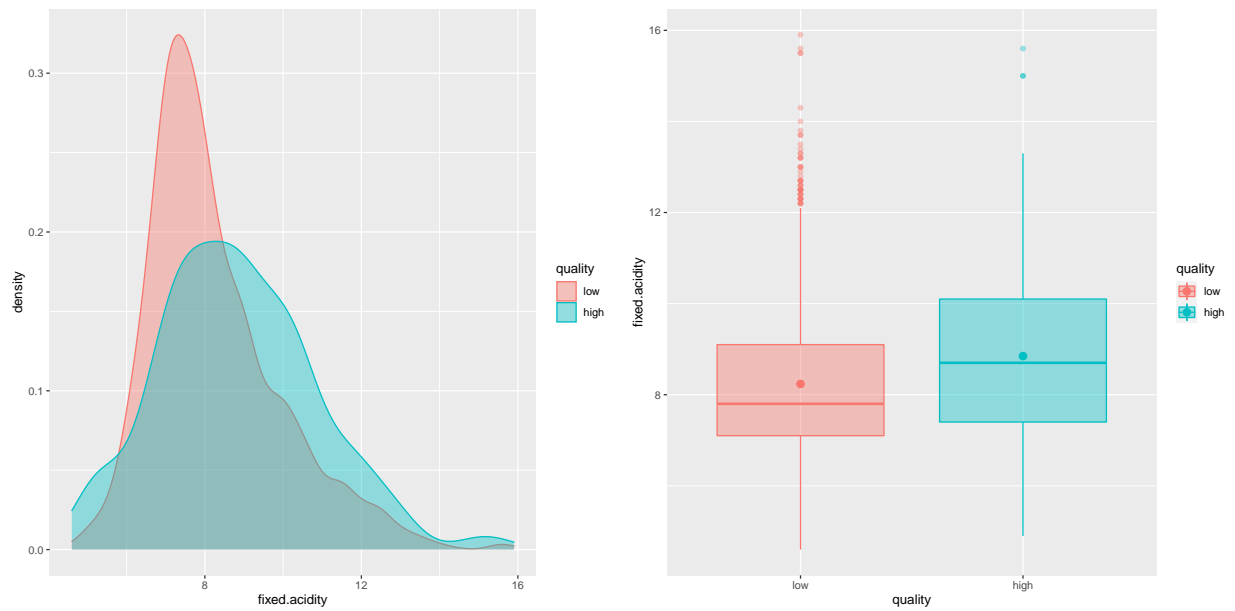 0.3
0.2
0.1
0.0
density
8
12
16
fixed.acidity
quality
low
high
16
12
8
fixed.acidity
low
high
quality
quality
low
high